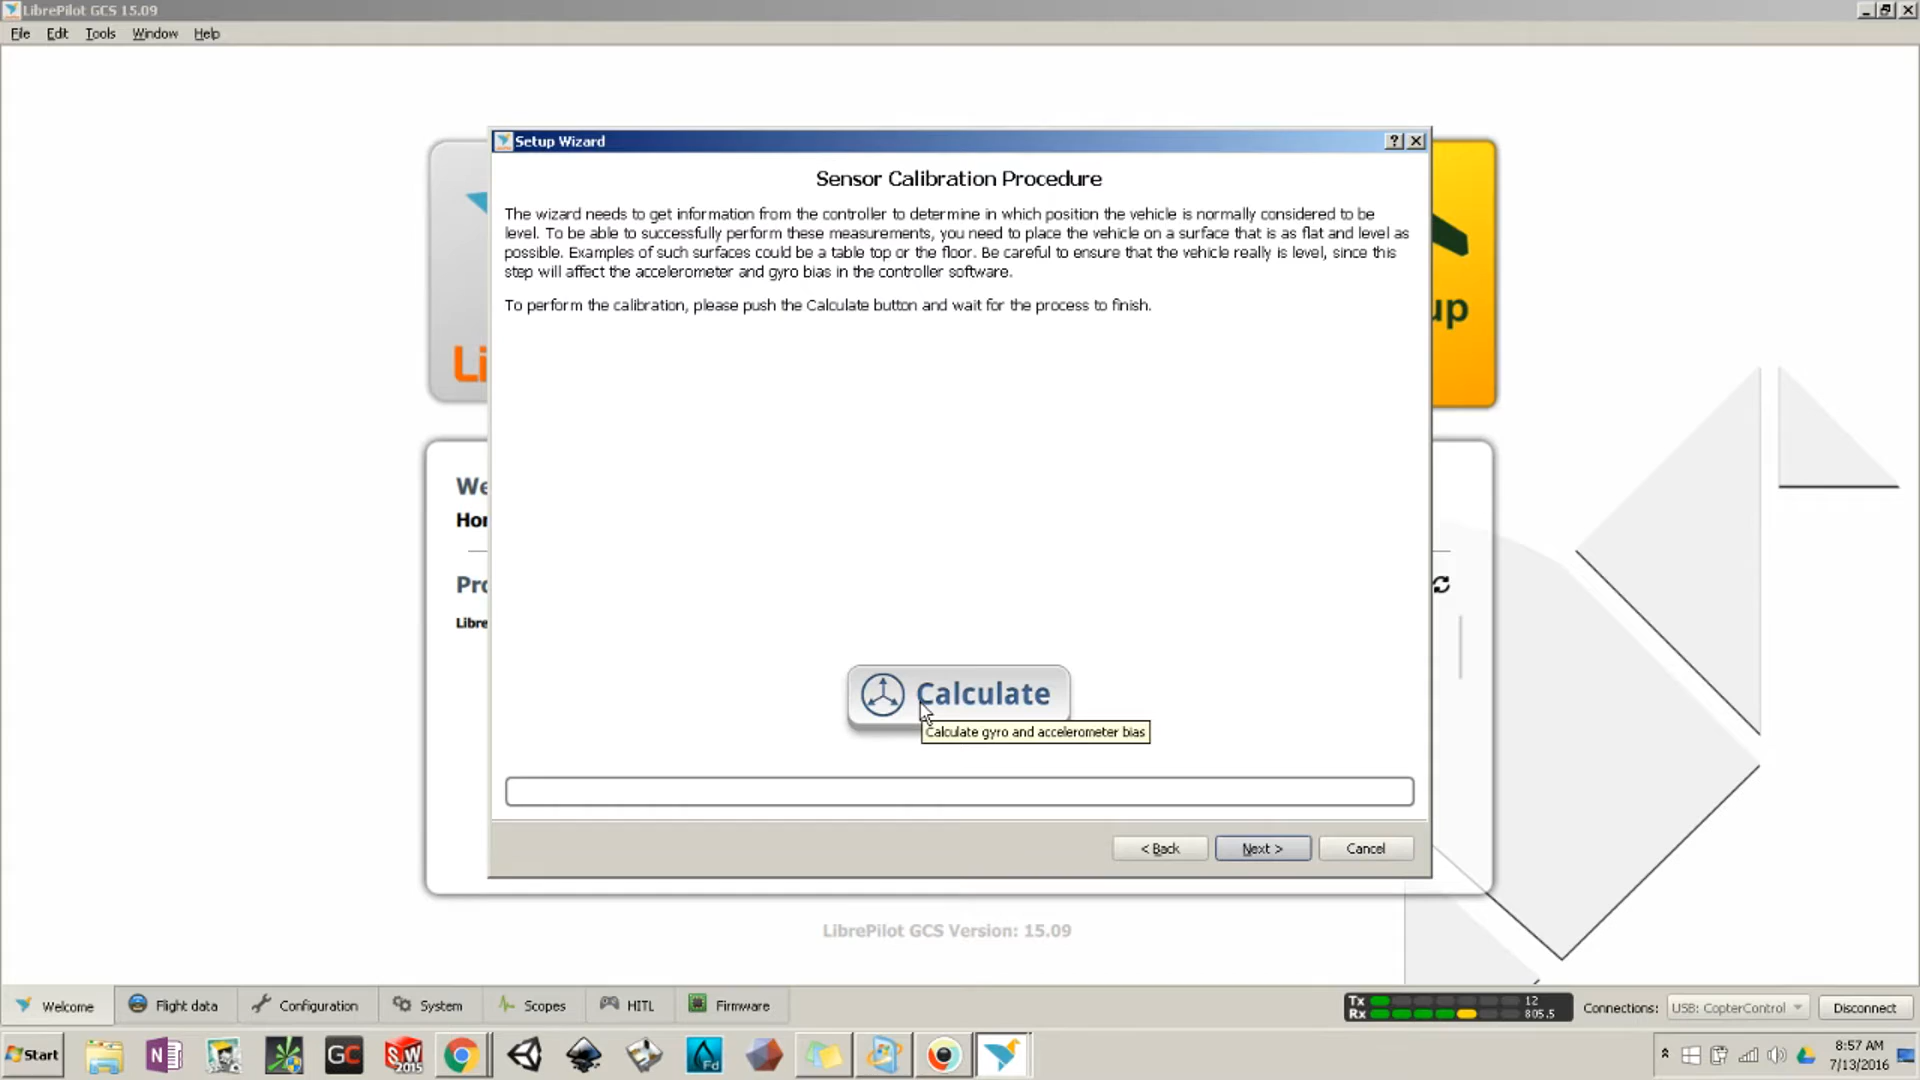 LibrePilot GCS 15.09
File Edit Tools Window Help
Setup Wizard
Sensor Calibration Procedure
The wizard needs to get information from the controller to determine in which position the vehicle is normally considered to be
level. To be able to successfully perform these measurements, you need to place the vehicle on a surface that is as flat and level as
possible. Examples of such surfaces could be a table top or the floor. Be careful to ensure that the vehicle really is level, since this
step will affect the accelerometer and gyro bias in the controller software.
To perform the calibration, please push the Calculate button and wait for the process to finish.
up
Li
We
Hor
Pro
Libre
Calculate
Calculate gyro and accelerometer bias
< Back Next > Cancel
LibrePilot GCS Version: 15.09
Welcome Flight data Configuration System Scopes HITL Firmware
Tx 12
Rx 805.5
Connections: USB: CopterControl Disconnect
Start
N
GC
SW
2015
Fd
8:57 AM
7/13/2016